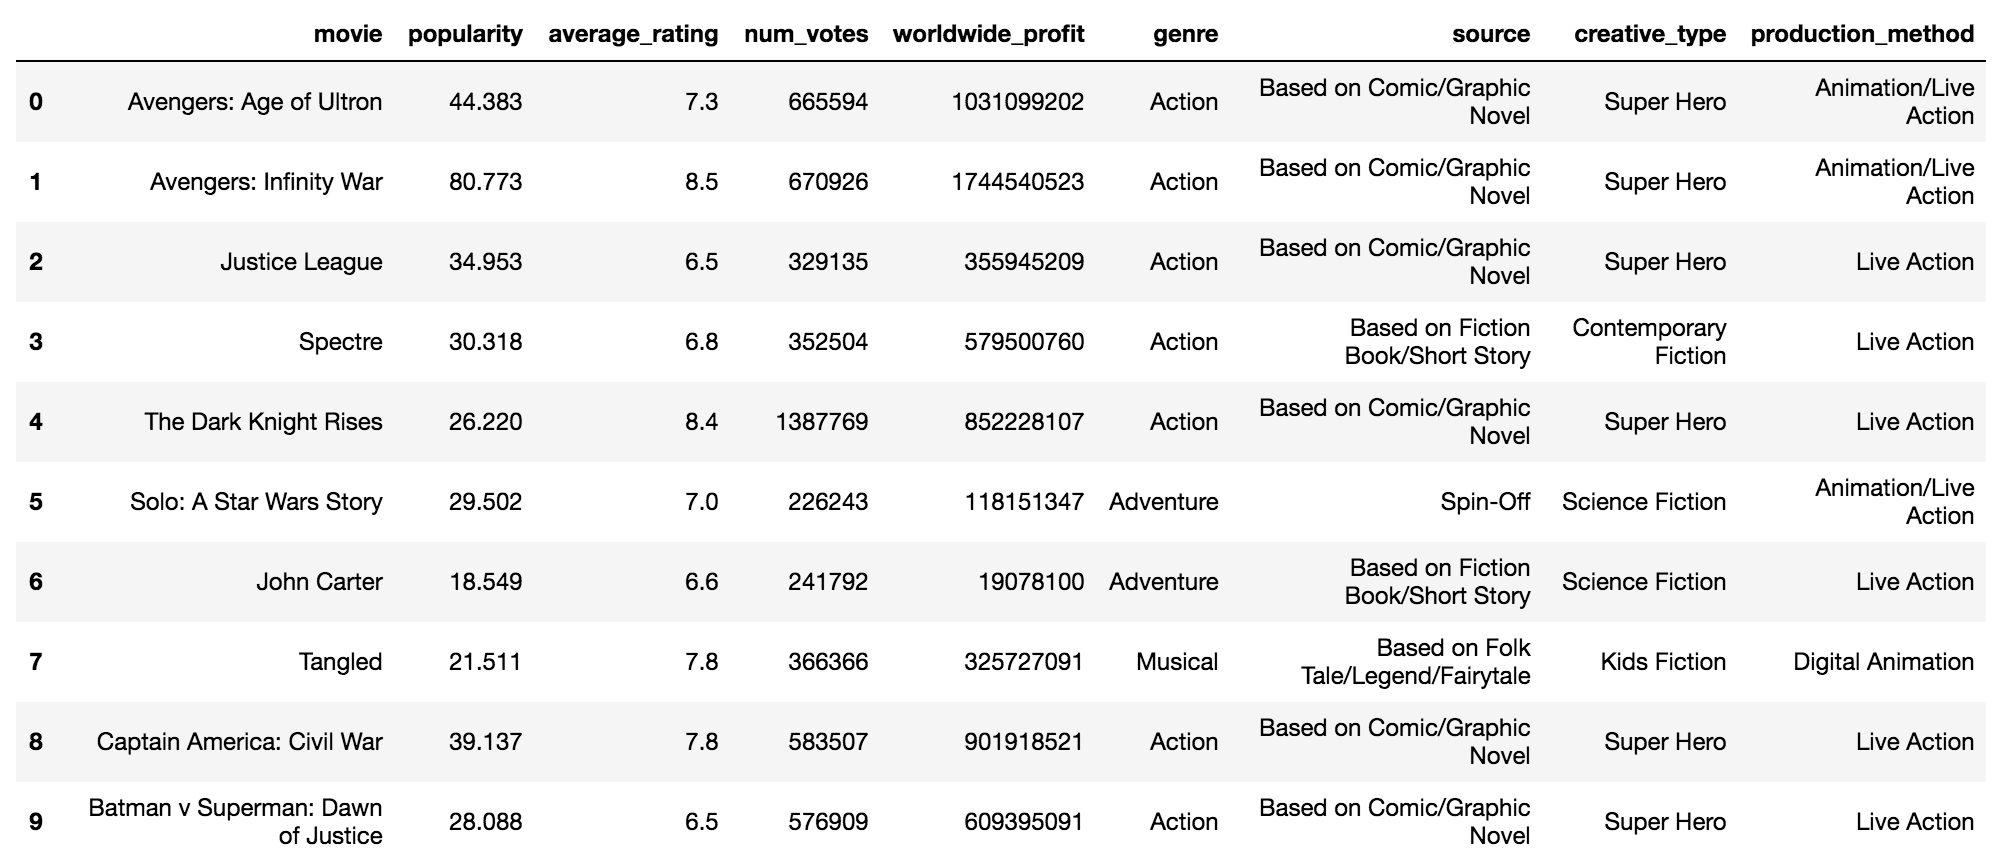 movie popularity average_rating num_votes worldwide_profit genre source creative_type production_method
0 Avengers: Age of Ultron 44.383 7.3 665594 1031099202 Action Based on Comic/Graphic Novel Super Hero Animation/Live Action
1 Avengers: Infinity War 80.773 8.5 670926 1744540523 Action Based on Comic/Graphic Novel Super Hero Animation/Live Action
2 Justice League 34.953 6.5 329135 355945209 Action Based on Comic/Graphic Novel Super Hero Live Action
3 Spectre 30.318 6.8 352504 579500760 Action Based on Fiction Book/Short Story Contemporary Fiction Live Action
4 The Dark Knight Rises 26.220 8.4 1387769 852228107 Action Based on Comic/Graphic Novel Super Hero Live Action
5 Solo: A Star Wars Story 29.502 7.0 226243 118151347 Adventure Spin-Off Science Fiction Animation/Live Action
6 John Carter 18.549 6.6 241792 19078100 Adventure Based on Fiction Book/Short Story Science Fiction Live Action
7 Tangled 21.511 7.8 366366 325727091 Musical Based on Folk Tale/Legend/Fairytale Kids Fiction Digital Animation
8 Captain America: Civil War 39.137 7.8 583507 901918521 Action Based on Comic/Graphic Novel Super Hero Live Action
9 Batman v Superman: Dawn of Justice 28.088 6.5 576909 609395091 Action Based on Comic/Graphic Novel Super Hero Live Action